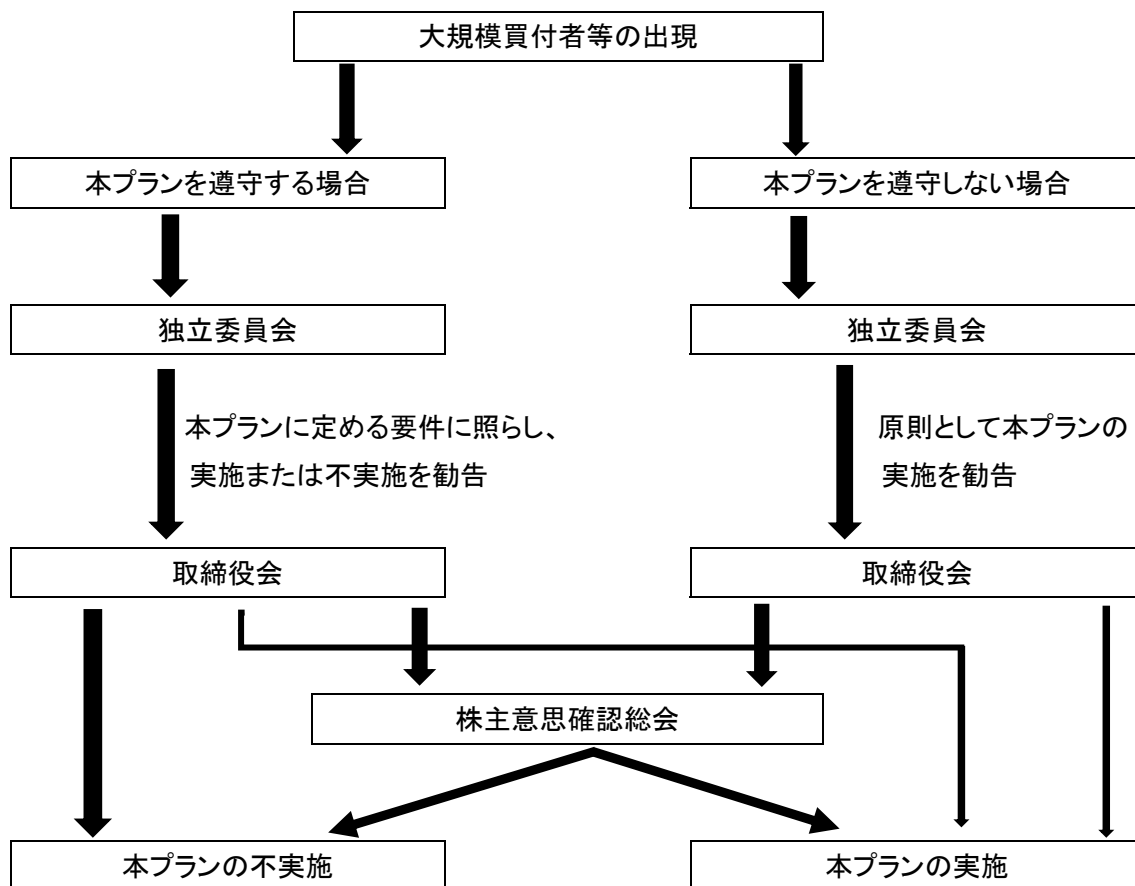 大規模買付者等の出現
本プランを遵守する場合
本プランを遵守しない場合
独立委員会
独立委員会
本プランに定める要件に照らし、
実施または不実施を勧告
原則として本プランの
実施を勧告
取締役会
取締役会
株主意思確認総会
本プランの不実施
本プランの実施